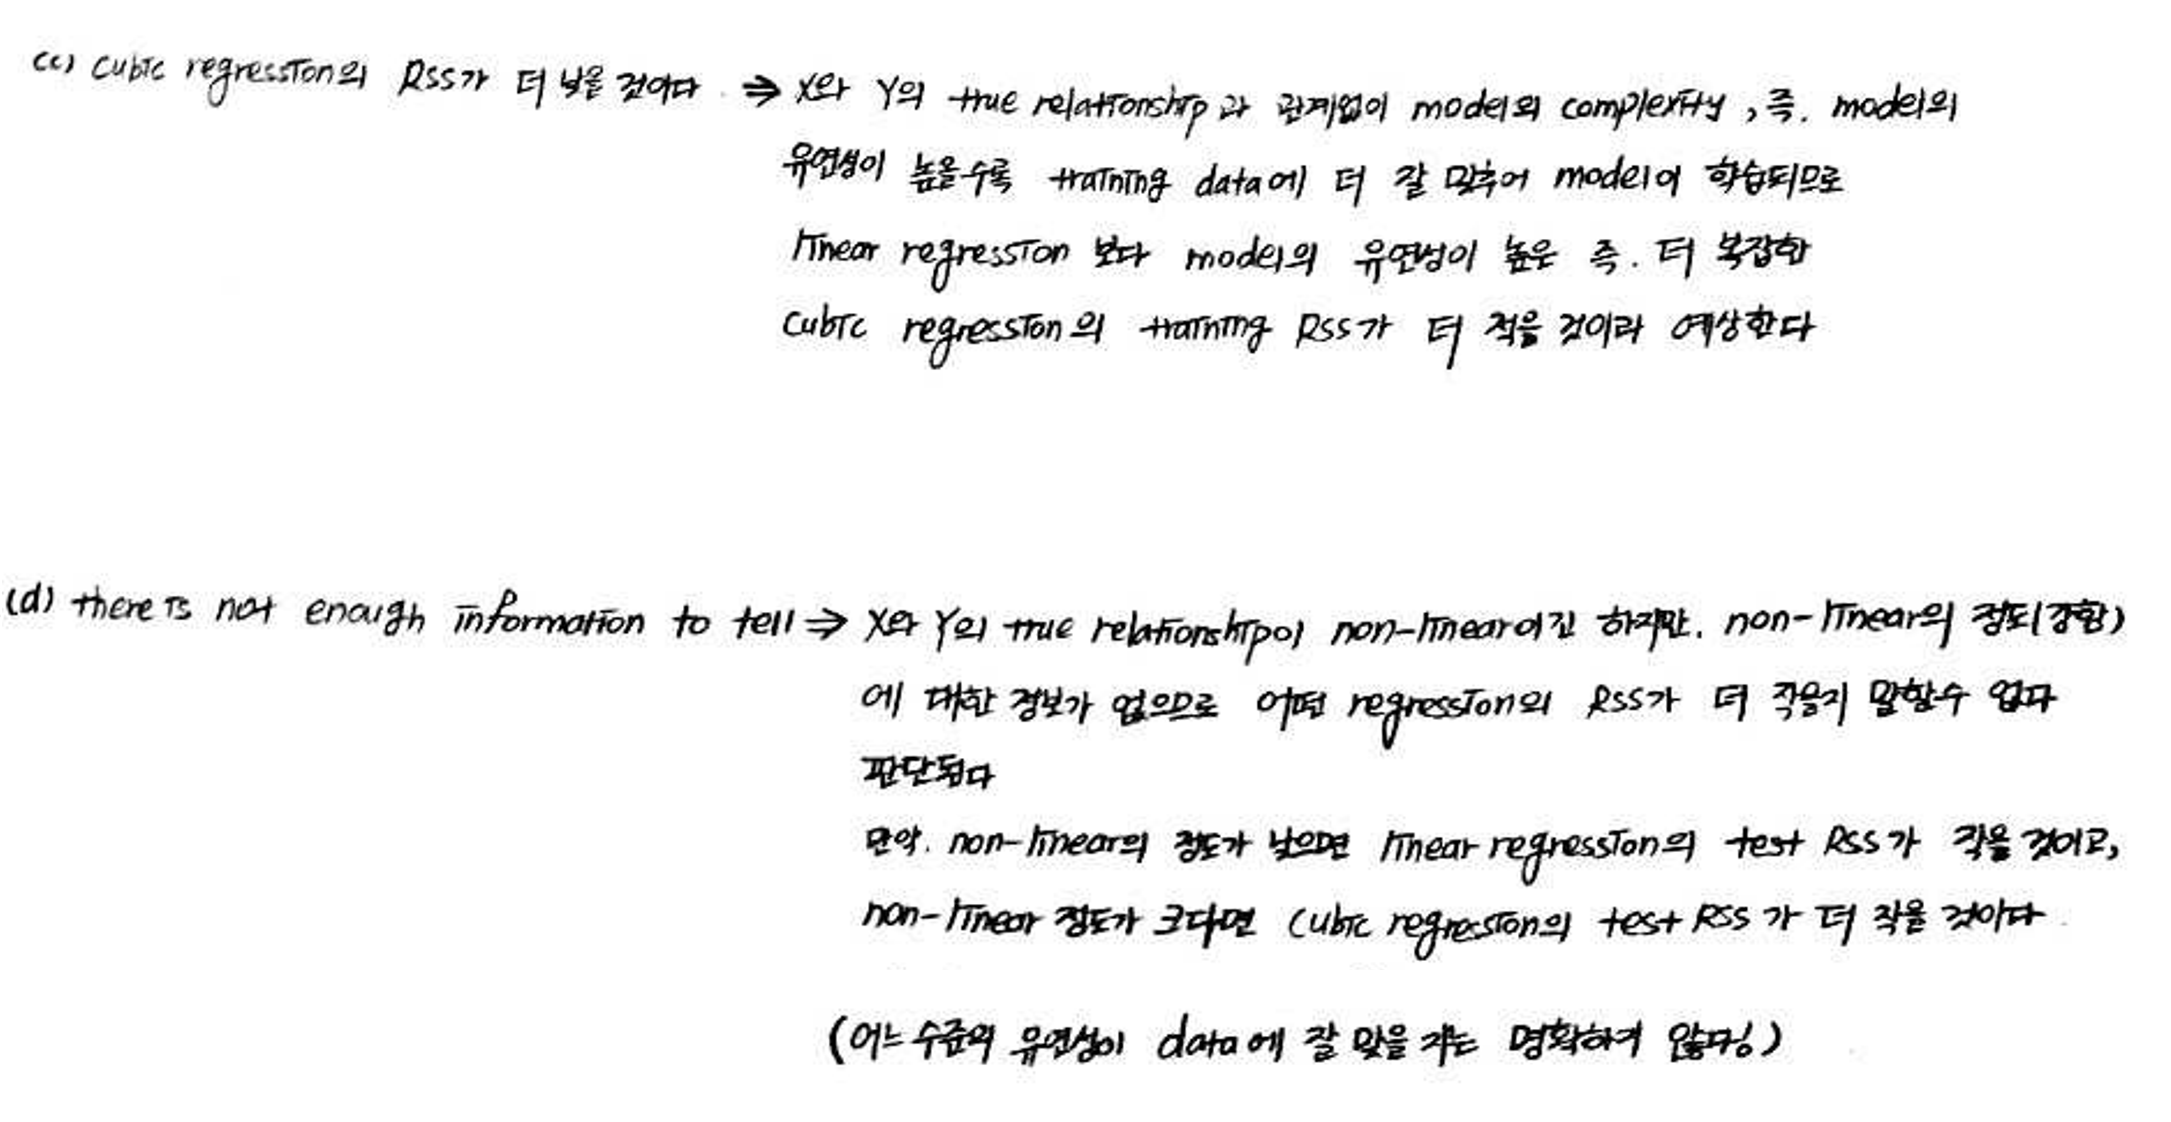 (c) cubic regression의 RSS가 더 낮을 것이다. ⇒ X와 Y의 true relationship과 관계없이 model의 complexity, 즉. model의
유연성이 높을수록 training data에 더 잘 맞추어 model이 학습되므로
linear regression 보다 model의 유연성이 높은 즉. 더 복잡한
cubic regression의 training RSS가 더 적을 것이라 예상한다
(d) there is not enough information to tell ⇒ X와 Y의 true relationship이 non-linear이긴 하지만. non-linear의 정도(강함)
에 대한 정보가 없으므로 어떤 regression의 RSS가 더 작을지 말할수 없다
판단된다
만약. non-linear의 정도가 낮으면 linear regression의 test RSS가 작을 것이고,
non-linear 정도가 크다면 cubic regression의 test RSS가 더 작을 것이다.
(어느 수준의 유연성이 data에 잘 맞을 지는 명확하지 않다)